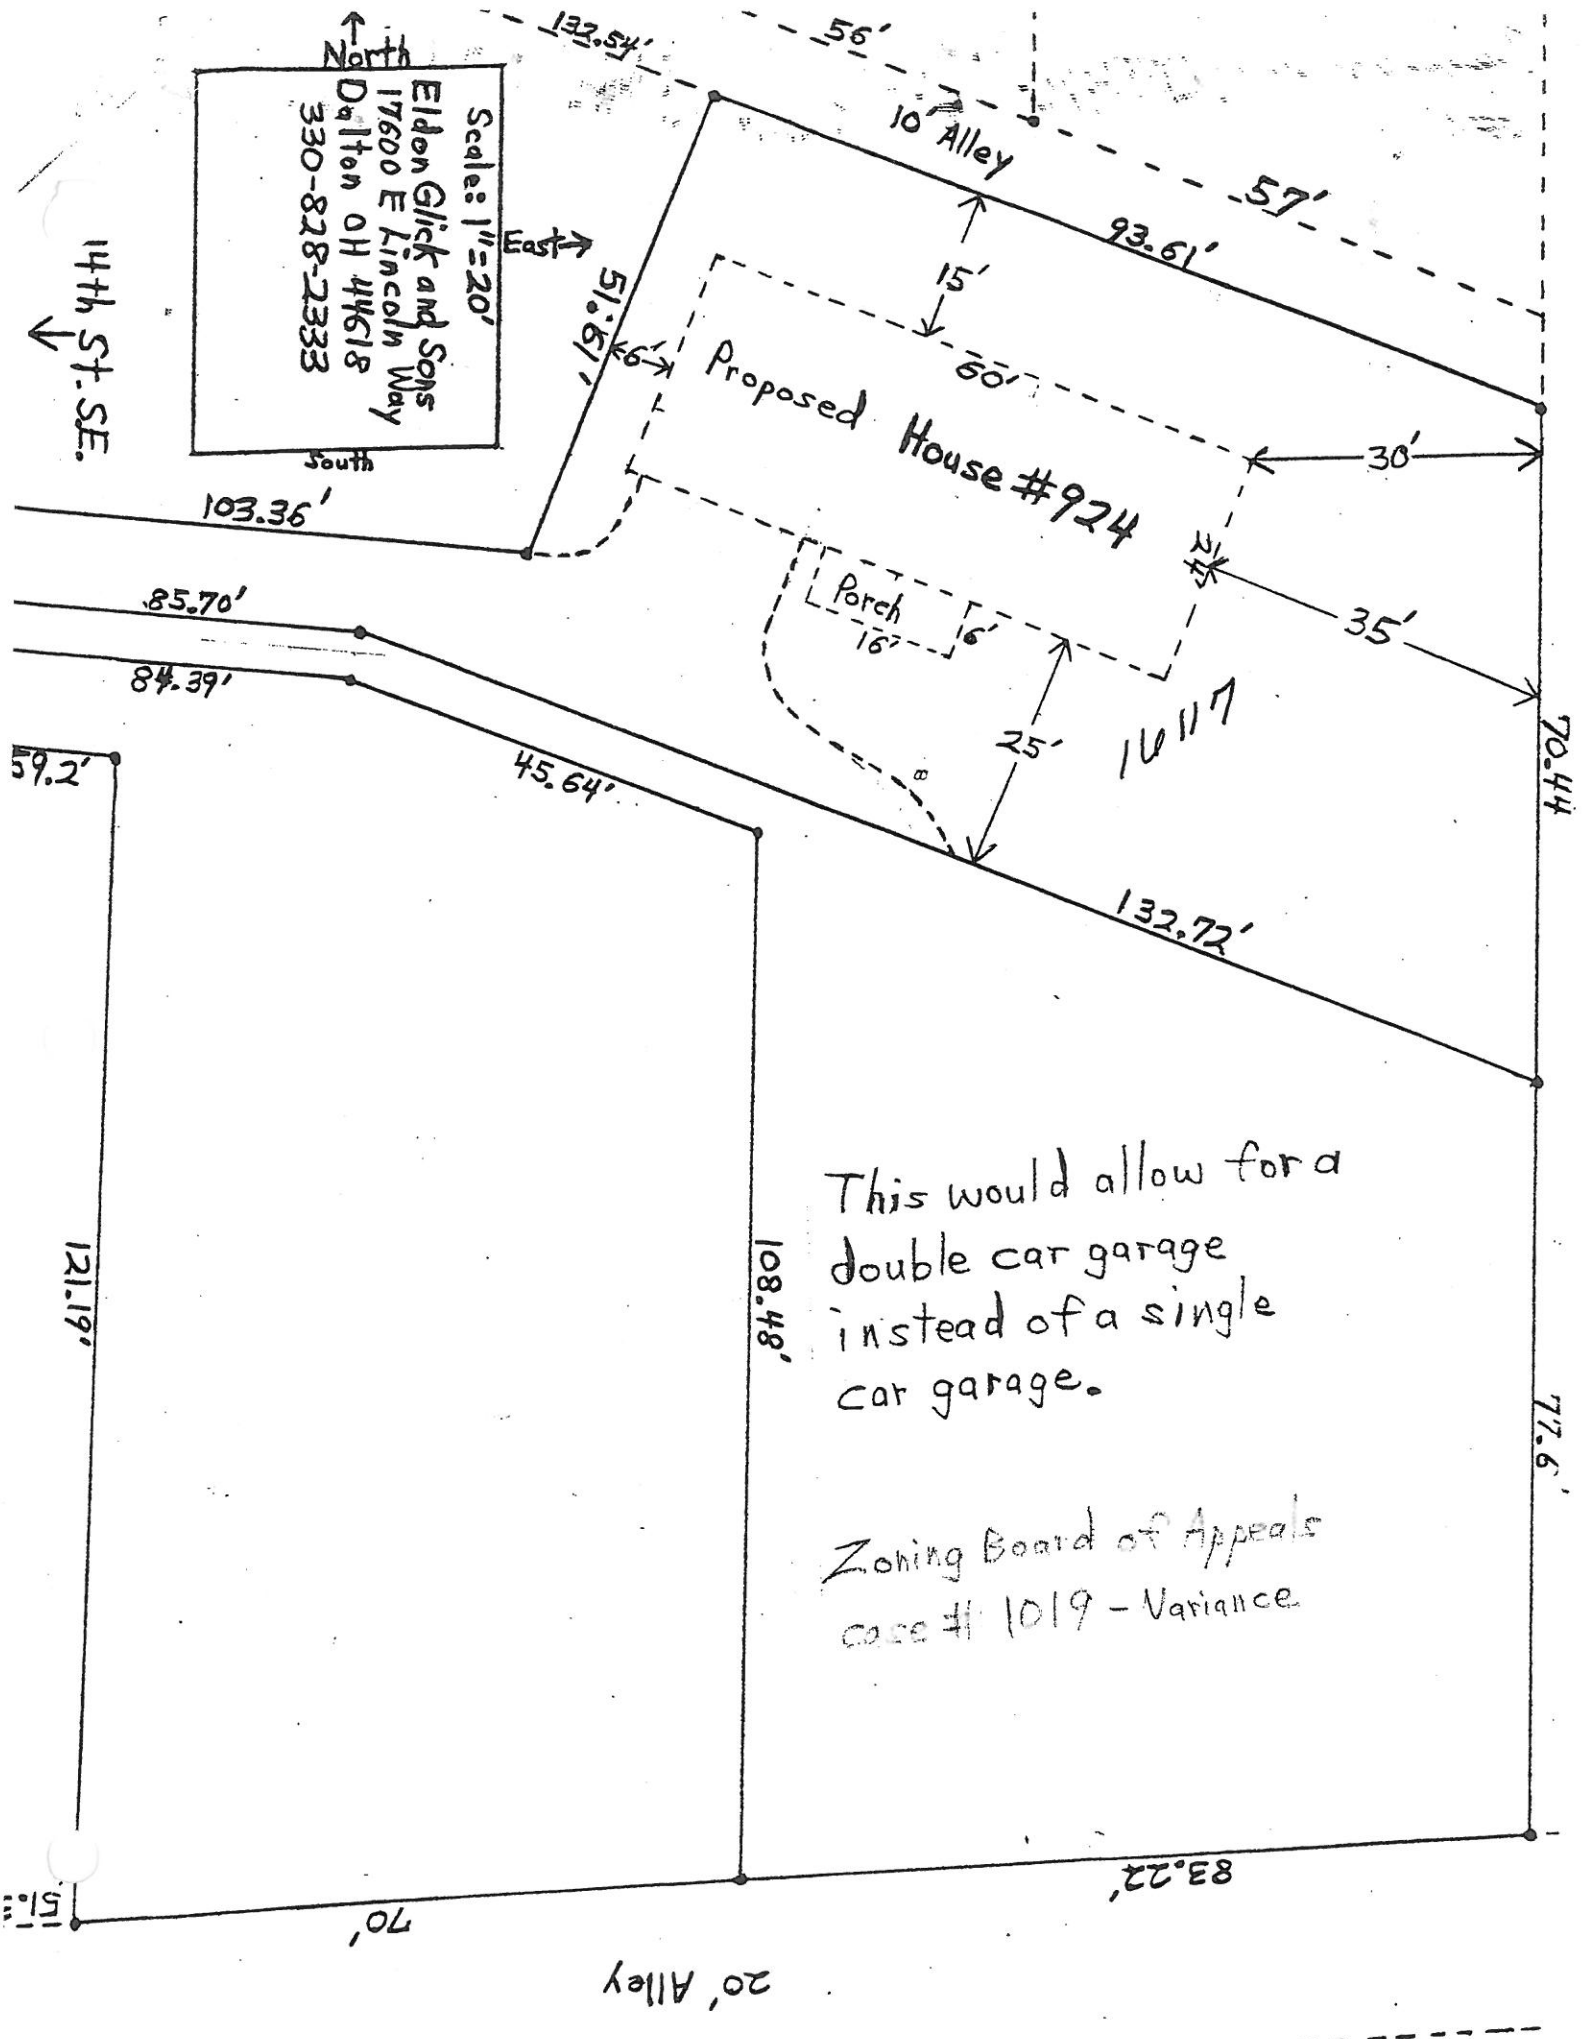 133.54'
56'
10' Alley
57'
93.61'
North
Scale: 1"=20'
Eldon Glick and Sons
17600 E Lincoln Way
Dalton OH 44618
330-828-2333
East
South
14th St. SE.
51.61'
6'
15'
60'
30'
Proposed House #924
24'
35'
Porch
16'
6'
25'
70.44
103.36'
85.70'
84.39'
59.2'
45.64'
132.72'
121.19'
108.48'
This would allow for a
double car garage
instead of a single
car garage.
77.6'
Zoning Board of Appeals
case # 1019 - Variance
83.22'
70'
20' Alley